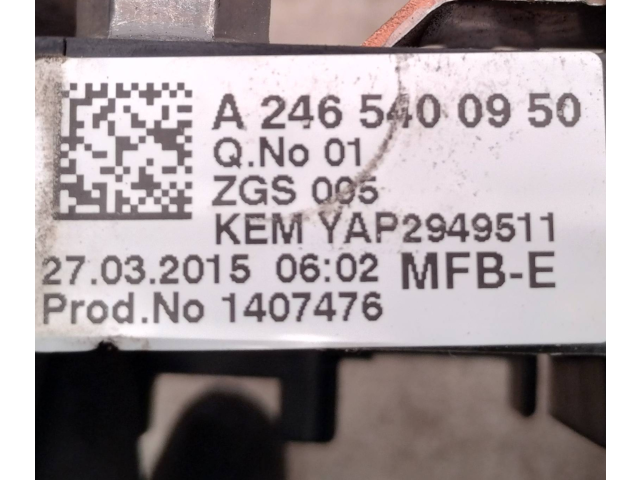 A 246 540 09 50
Q.No 01
ZGS 005
KEM YAP2949511
27.03.2015 06:02 MFB-E
Prod.No 1407476